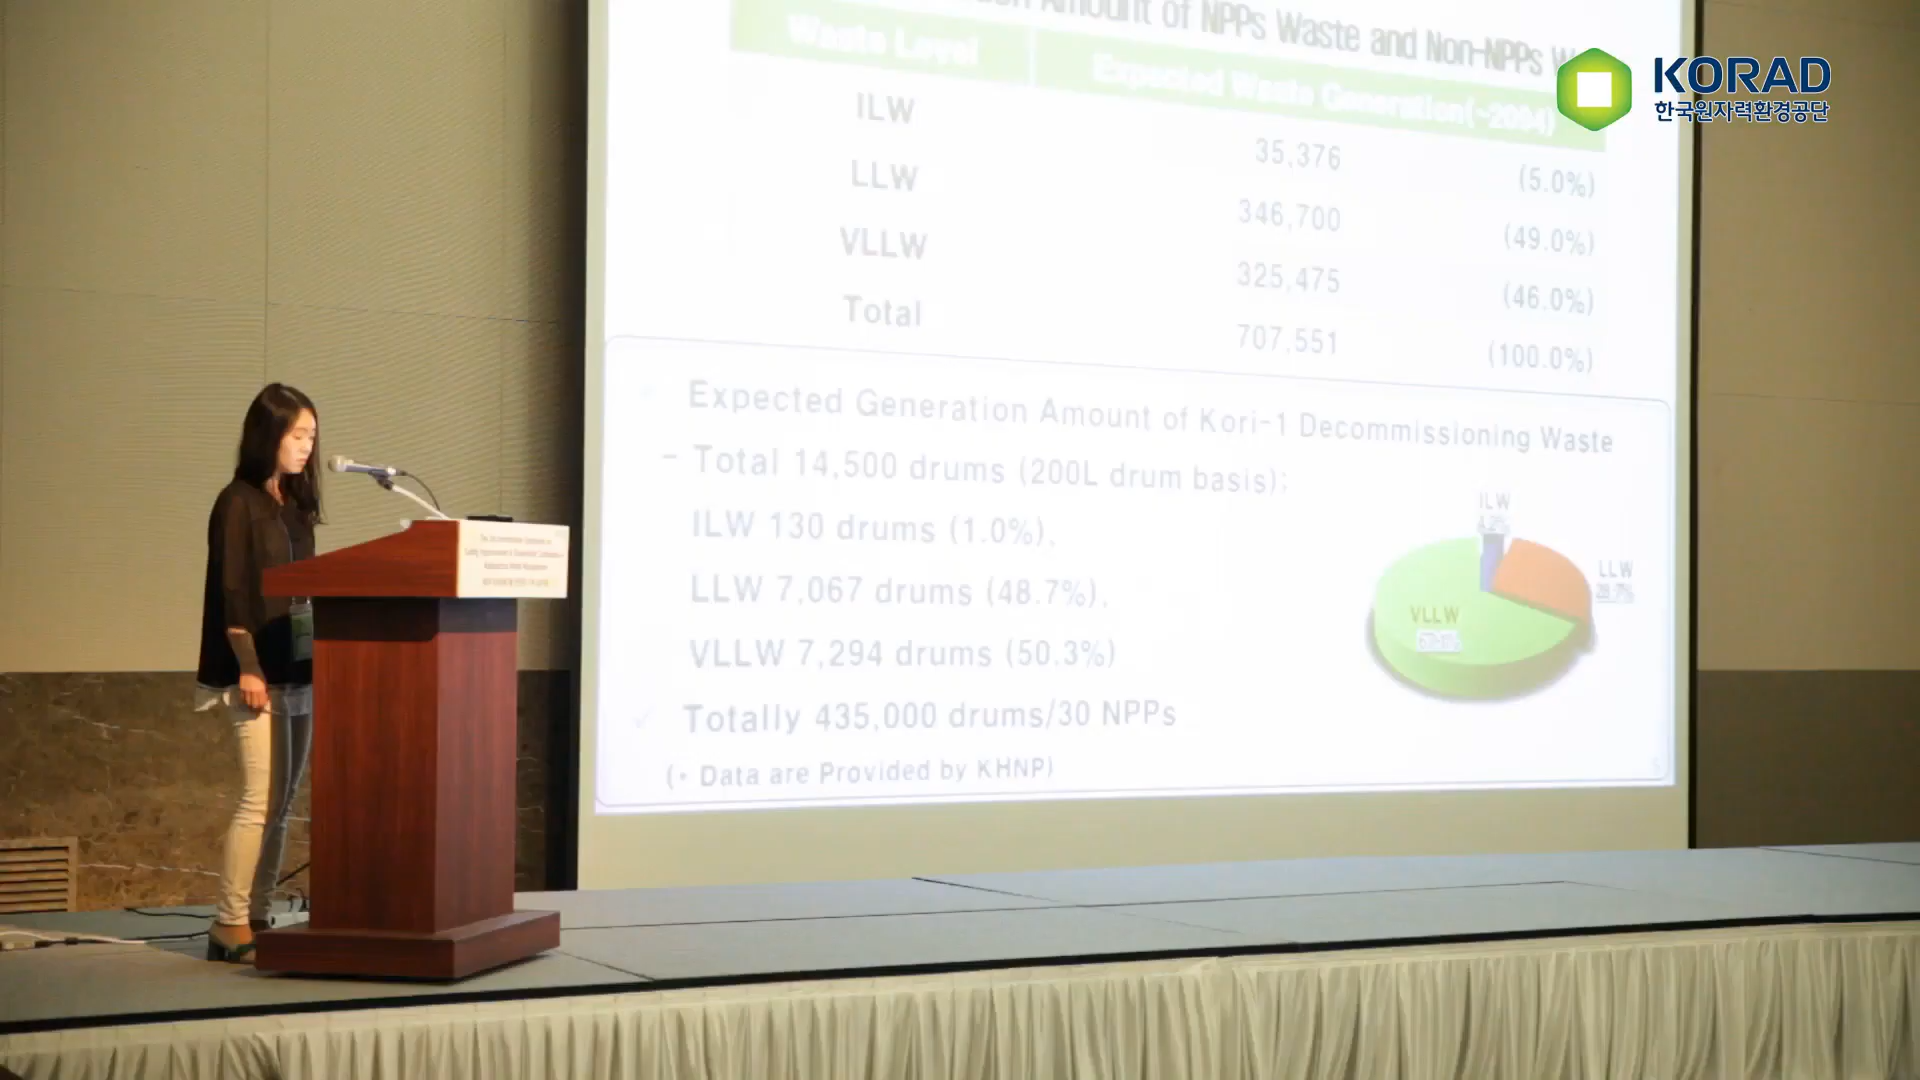 Amount of NPPs Waste and Non-NPPs
KORAD
한국원자력환경공단
Waste Level Expected Waste Generation(~2094)
ILW 35,376 (5.0%)
LLW 346,700 (49.0%)
VLLW 325,475 (46.0%)
Total 707,551 (100.0%)
Expected Generation Amount of Kori-1 Decommissioning Waste
- Total 14,500 drums (200L drum basis);
ILW 130 drums (1.0%),
LLW 7,067 drums (48.7%),
VLLW 7,294 drums (50.3%)
✓ Totally 435,000 drums/30 NPPs
(• Data are Provided by KHNP)
ILW
LLW
28.7%
VLLW